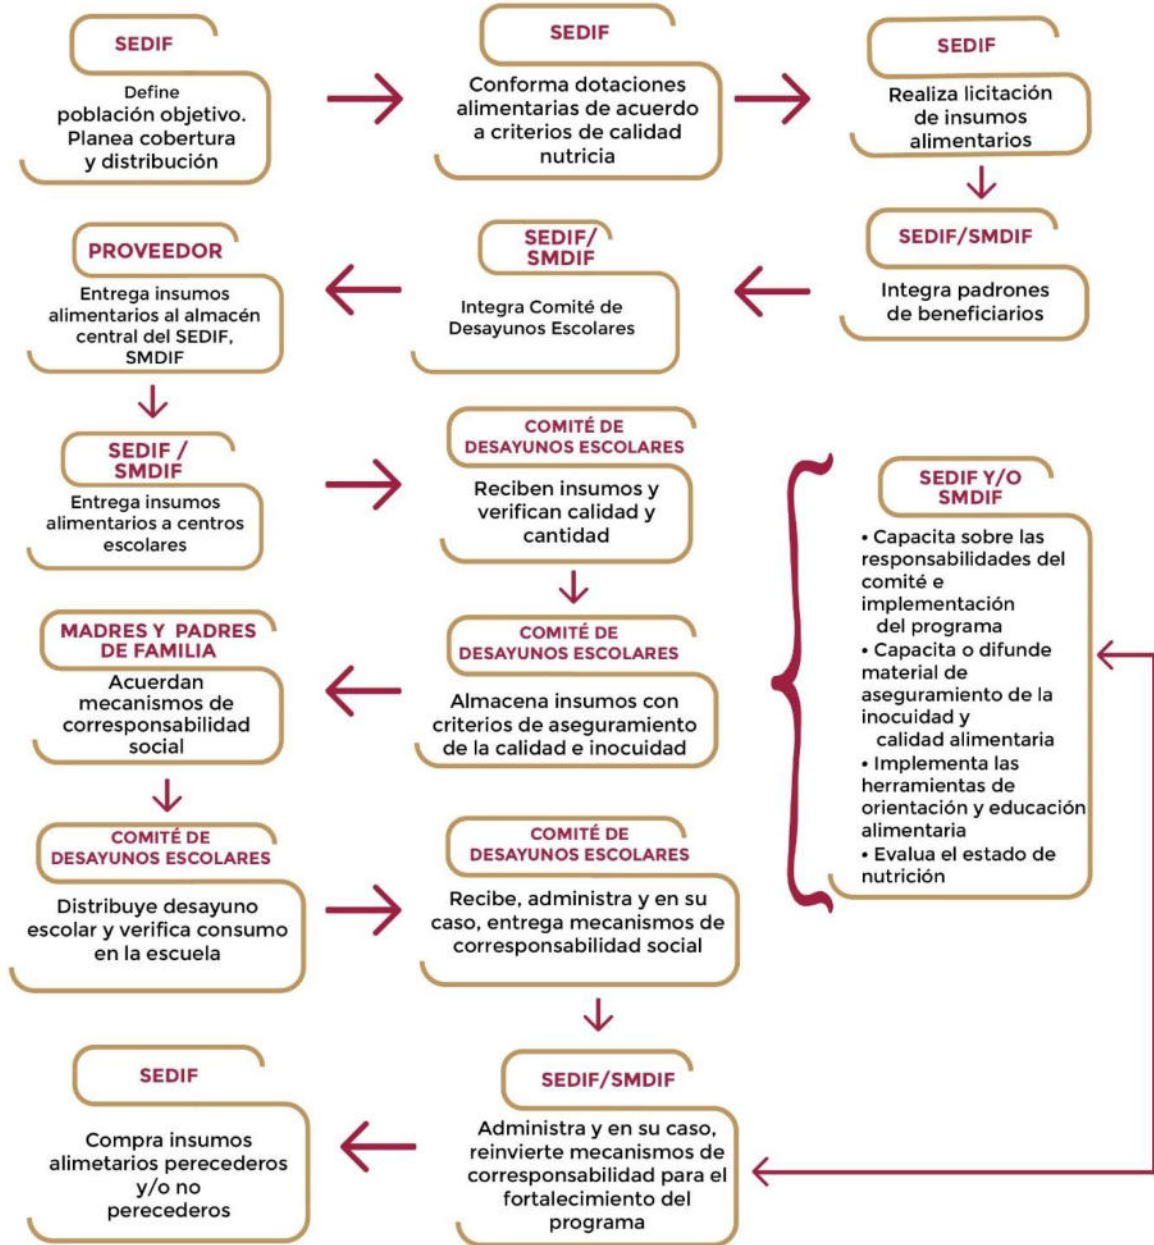 SEDIF
Define
población objetivo.
Planea cobertura
y distribución
SEDIF
Conforma dotaciones
alimentarias de acuerdo
a criterios de calidad
nutricia
SEDIF
Realiza licitación
de insumos
alimentarios
SEDIF/SMDIF
Integra padrones
de beneficiarios
SEDIF/
SMDIF
Integra Comité de
Desayunos Escolares
PROVEEDOR
Entrega insumos
alimentarios al almacén
central del SEDIF,
SMDIF
SEDIF /
SMDIF
Entrega insumos
alimentarios a centros
escolares
COMITÉ DE
DESAYUNOS ESCOLARES
Reciben insumos y
verifican calidad y
cantidad
COMITÉ DE
DESAYUNOS ESCOLARES
Almacena insumos con
criterios de aseguramiento
de la calidad e inocuidad
MADRES Y PADRES
DE FAMILIA
Acuerdan
mecanismos de
corresponsabilidad
social
COMITÉ DE
DESAYUNOS ESCOLARES
Distribuye desayuno
escolar y verifica consumo
en la escuela
COMITÉ DE
DESAYUNOS ESCOLARES
Recibe, administra y en su
caso, entrega mecanismos de
corresponsabilidad social
SEDIF/SMDIF
Administra y en su caso,
reinvierte mecanismos de
corresponsabilidad para el
fortalecimiento del
programa
SEDIF
Compra insumos
alimetarios perecederos
y/o no
perecederos
SEDIF Y/O
SMDIF
• Capacita sobre las
responsabilidades del
comité e
implementación
del programa
• Capacita o difunde
material de
aseguramiento de la
inocuidad y
calidad alimentaria
• Implementa las
herramientas de
orientación y educación
alimentaria
• Evalua el estado de
nutrición